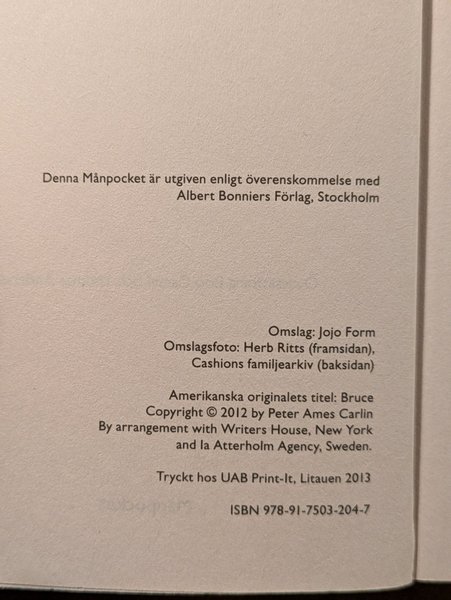 Denna Månpocket är utgiven enligt överenskommelse med
Albert Bonniers Förlag, Stockholm
Omslag: Jojo Form
Omslagsfoto: Herb Ritts (framsidan),
Cashions familjearkiv (baksidan)
Amerikanska originalets titel: Bruce
Copyright © 2012 by Peter Ames Carlin
By arrangement with Writers House, New York
and Ia Atterholm Agency, Sweden.
Tryckt hos UAB Print-It, Litauen 2013
ISBN 978-91-7503-204-7